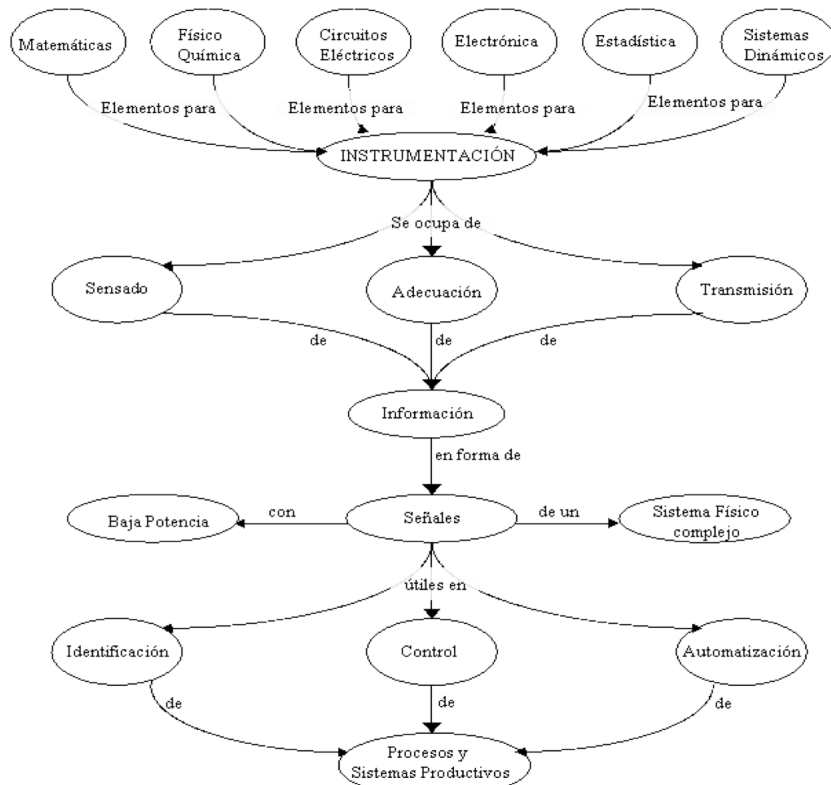 Matemáticas
Físico
Química
Circuitos
Eléctricos
Electrónica
Estadística
Sistemas
Dinámicos
Elementos para
Elementos para
Elementos para
Elementos para
INSTRUMENTACIÓN
Se ocupa de
Sensado
Adecuación
Transmisión
de
de
de
Información
en forma de
Baja Potencia
con
Señales
de un
Sistema Físico
complejo
útiles en
Identificación
Control
Automatización
de
de
de
Procesos y
Sistemas Productivos